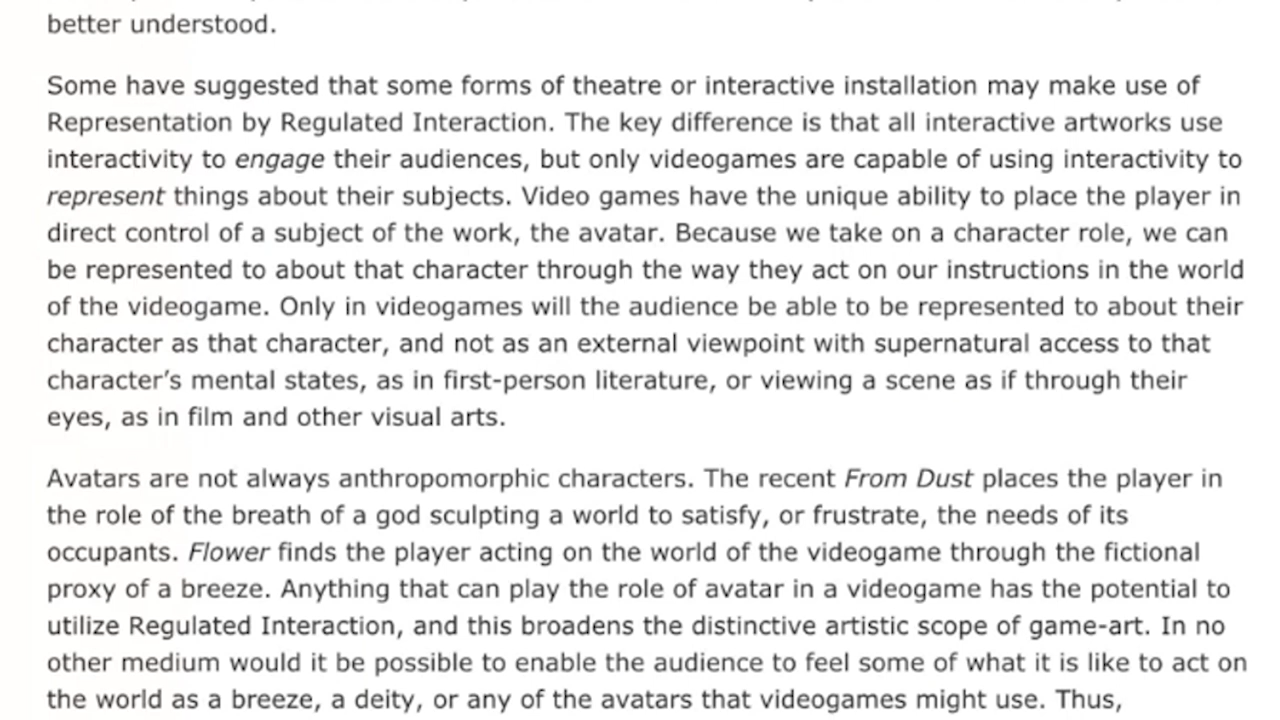 better understood.
Some have suggested that some forms of theatre or interactive installation may make use of
Representation by Regulated Interaction. The key difference is that all interactive artworks use
interactivity to engage their audiences, but only videogames are capable of using interactivity to
represent things about their subjects. Video games have the unique ability to place the player in
direct control of a subject of the work, the avatar. Because we take on a character role, we can
be represented to about that character through the way they act on our instructions in the world
of the videogame. Only in videogames will the audience be able to be represented to about their
character as that character, and not as an external viewpoint with supernatural access to that
character's mental states, as in first-person literature, or viewing a scene as if through their
eyes, as in film and other visual arts.
Avatars are not always anthropomorphic characters. The recent From Dust places the player in
the role of the breath of a god sculpting a world to satisfy, or frustrate, the needs of its
occupants. Flower finds the player acting on the world of the videogame through the fictional
proxy of a breeze. Anything that can play the role of avatar in a videogame has the potential to
utilize Regulated Interaction, and this broadens the distinctive artistic scope of game-art. In no
other medium would it be possible to enable the audience to feel some of what it is like to act on
the world as a breeze, a deity, or any of the avatars that videogames might use. Thus,